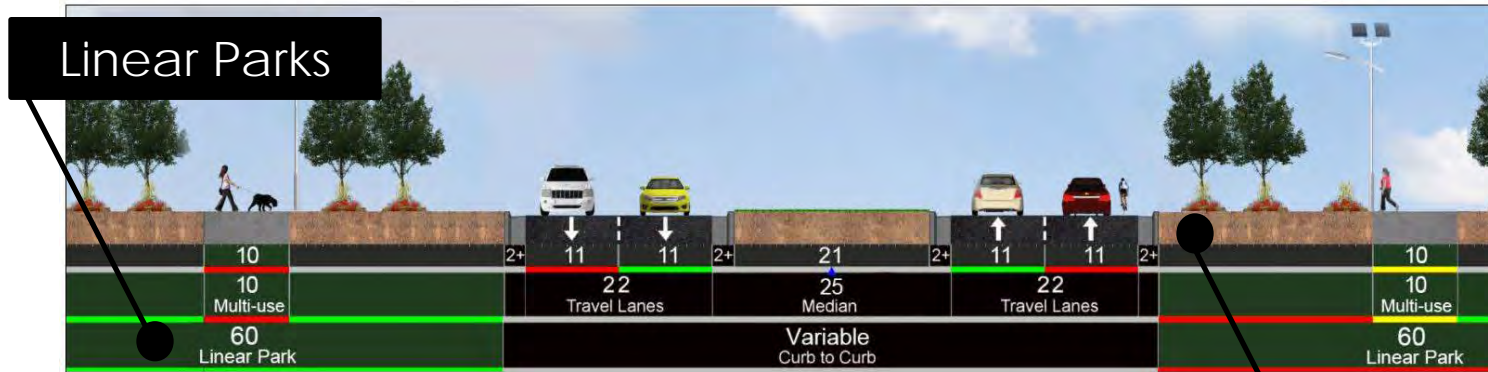 Linear Parks
10 2+ 11 11 2+ 21 2+ 11 11 2+ 10
10 22 25 22 10
Multi-use Travel Lanes Median Travel Lanes Multi-use
60 Variable 60
Linear Park Curb to Curb Linear Park